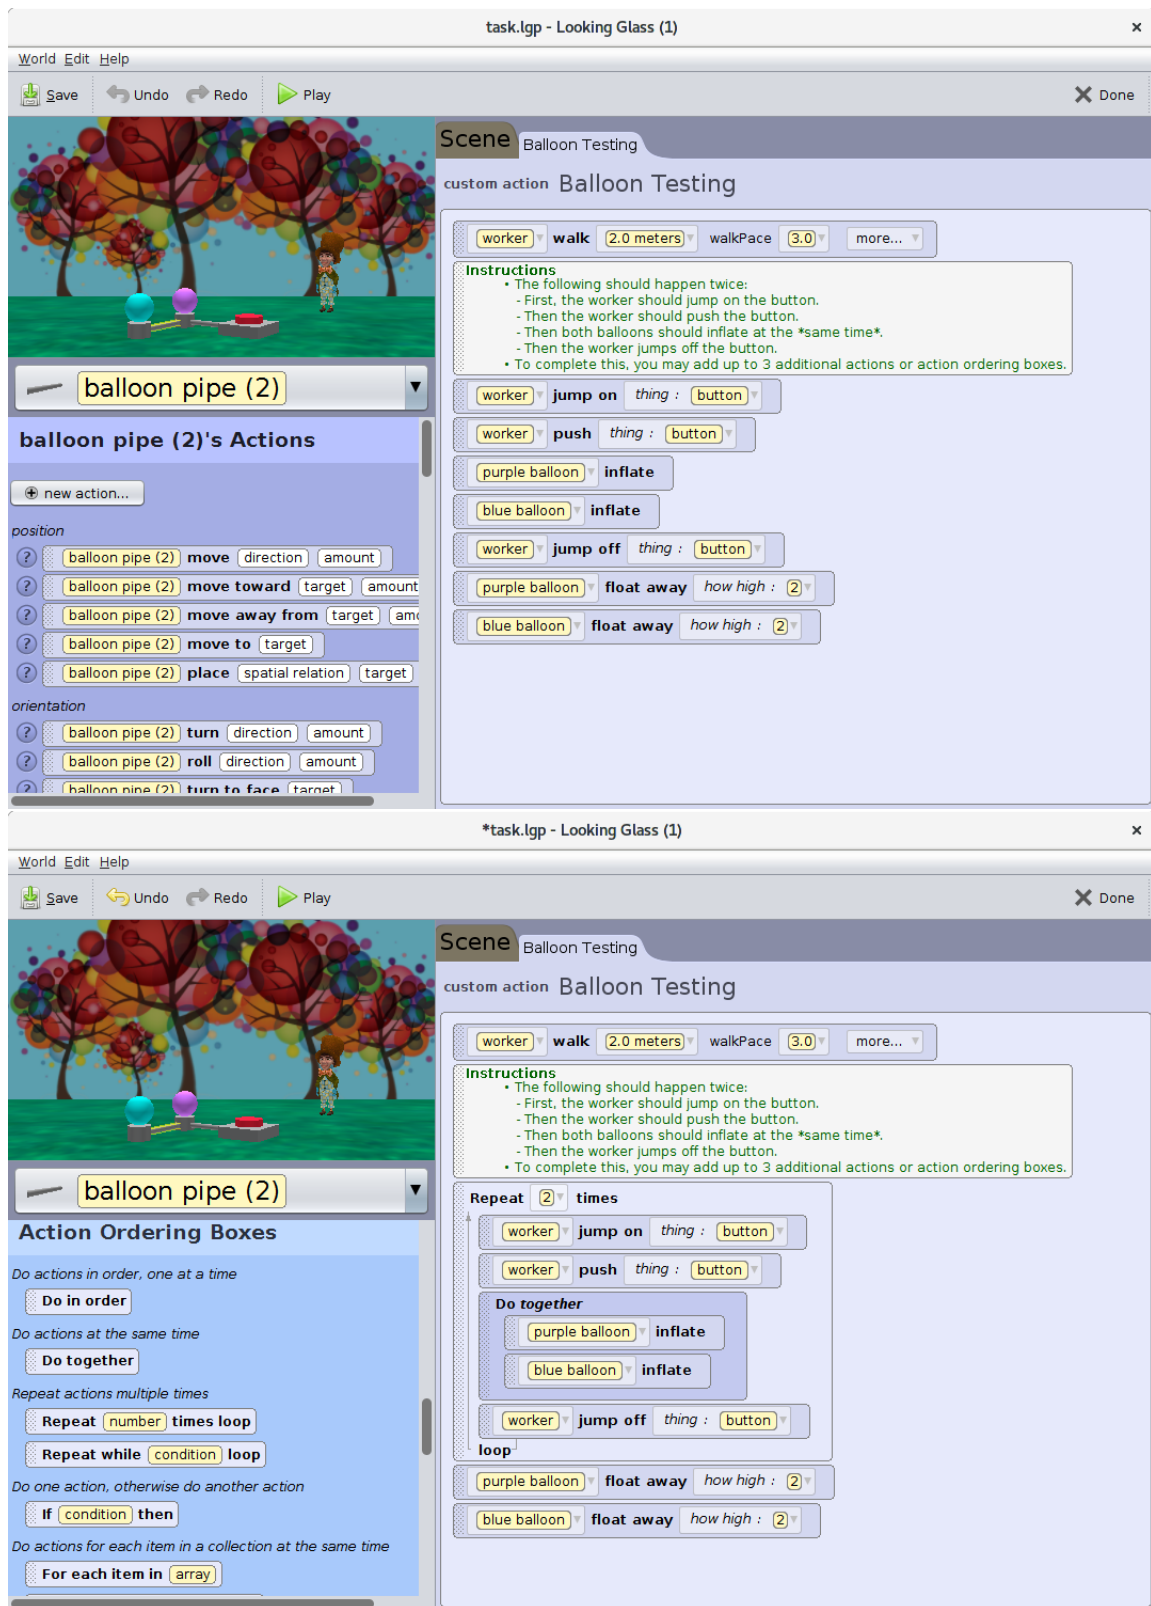 task.lgp - Looking Glass (1) ×
World Edit Help
Save Undo Redo Play Done
Scene Balloon Testing
custom action Balloon Testing
worker walk 2.0 meters walkPace 3.0 more...
Instructions
• The following should happen twice:
- First, the worker should jump on the button.
- Then the worker should push the button.
- Then both balloons should inflate at the *same time*.
- Then the worker jumps off the button.
• To complete this, you may add up to 3 additional actions or action ordering boxes.
worker jump on thing : button
worker push thing : button
purple balloon inflate
blue balloon inflate
worker jump off thing : button
purple balloon float away how high : 2
blue balloon float away how high : 2
balloon pipe (2)
balloon pipe (2)'s Actions
new action...
position
? balloon pipe (2) move direction amount
? balloon pipe (2) move toward target amount
? balloon pipe (2) move away from target amo
? balloon pipe (2) move to target
? balloon pipe (2) place spatial relation target
orientation
? balloon pipe (2) turn direction amount
? balloon pipe (2) roll direction amount
? balloon pipe (2) turn to face target
*task.lgp - Looking Glass (1) ×
World Edit Help
Save Undo Redo Play Done
Scene Balloon Testing
custom action Balloon Testing
worker walk 2.0 meters walkPace 3.0 more...
Instructions
• The following should happen twice:
- First, the worker should jump on the button.
- Then the worker should push the button.
- Then both balloons should inflate at the *same time*.
- Then the worker jumps off the button.
• To complete this, you may add up to 3 additional actions or action ordering boxes.
Repeat 2 times
worker jump on thing : button
worker push thing : button
Do together
purple balloon inflate
blue balloon inflate
worker jump off thing : button
loop
purple balloon float away how high : 2
blue balloon float away how high : 2
balloon pipe (2)
Action Ordering Boxes
Do actions in order, one at a time
Do in order
Do actions at the same time
Do together
Repeat actions multiple times
Repeat number times loop
Repeat while condition loop
Do one action, otherwise do another action
If condition then
Do actions for each item in a collection at the same time
For each item in array